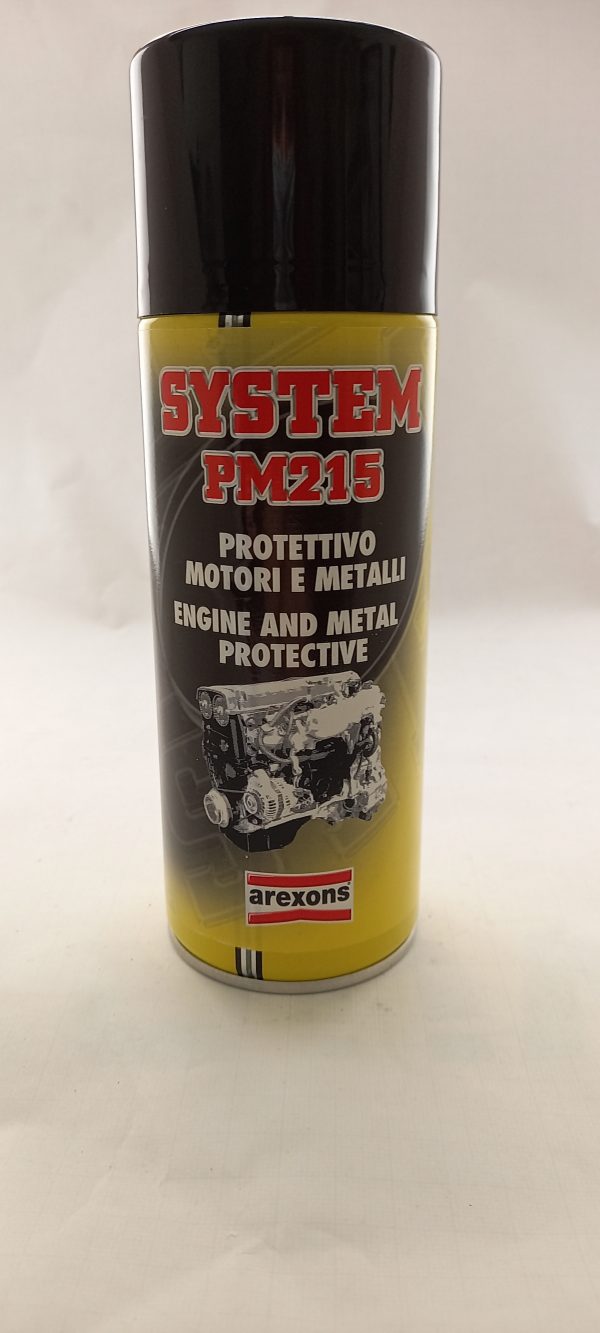 SYSTEM
PM215
PROTETTIVO
MOTORI E METALLI
ENGINE AND METAL
PROTECTIVE
arexons